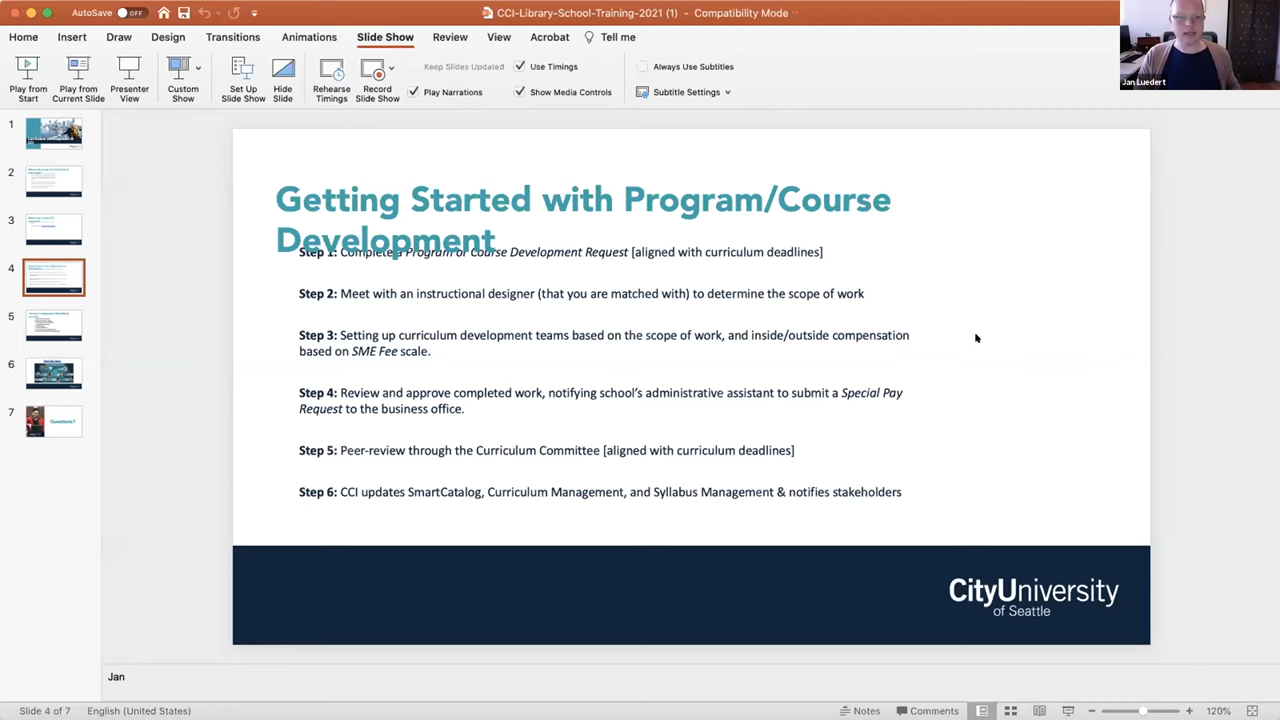 AutoSave OFF
CCI-Library-School-Training-2021 (1) - Compatibility Mode
Home Insert Draw Design Transitions Animations Slide Show Review View Acrobat Tell me
Play from Start
Play from Current Slide
Presenter View
Custom Show
Set Up Slide Show
Hide Slide
Rehearse Timings
Record Slide Show
Keep Slides Updated
Use Timings
Play Narrations
Show Media Controls
Always Use Subtitles
Subtitle Settings
Jan Luedert
1
2
3
4
5
6
7
Questions?
Getting Started with Program/Course
Development
Step 1: Complete a Program or Course Development Request [aligned with curriculum deadlines]
Step 2: Meet with an instructional designer (that you are matched with) to determine the scope of work
Step 3: Setting up curriculum development teams based on the scope of work, and inside/outside compensation
based on SME Fee scale.
Step 4: Review and approve completed work, notifying school’s administrative assistant to submit a Special Pay
Request to the business office.
Step 5: Peer-review through the Curriculum Committee [aligned with curriculum deadlines]
Step 6: CCI updates SmartCatalog, Curriculum Management, and Syllabus Management & notifies stakeholders
CityUniversity
of Seattle
Jan
Slide 4 of 7 English (United States) Notes Comments 120%